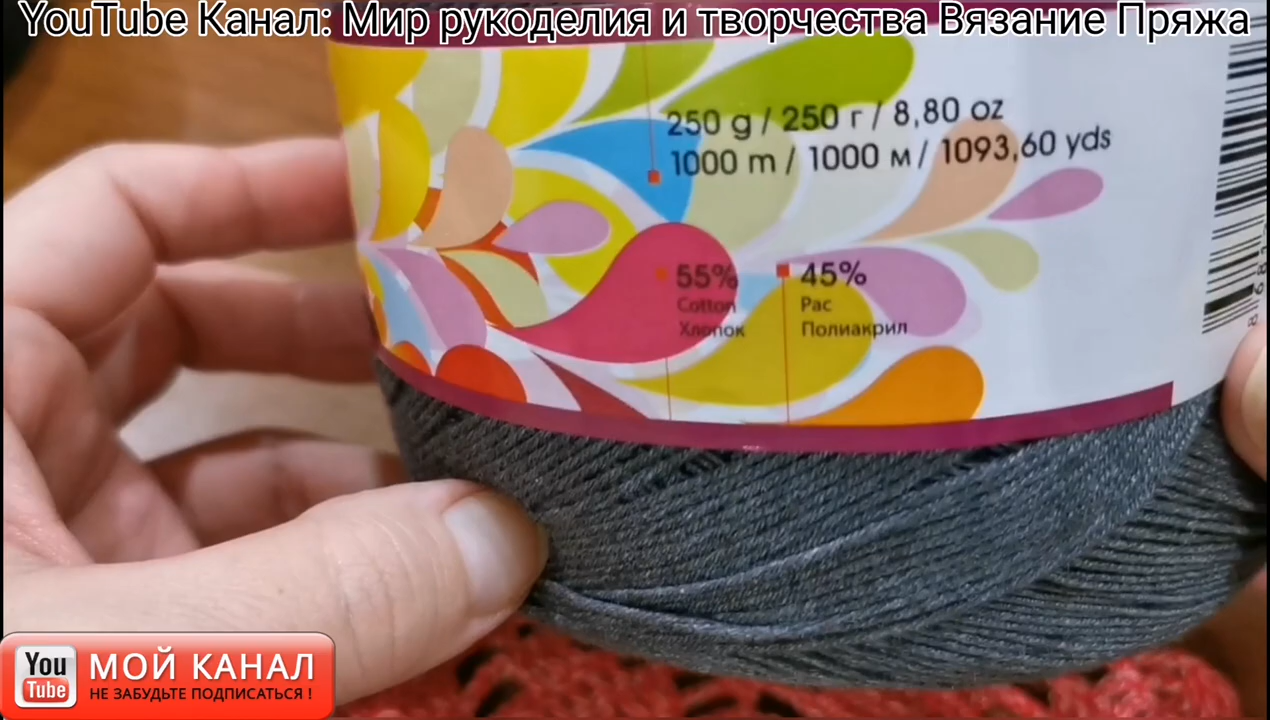 YouTube Канал: Мир рукоделия и творчества Вязание Пряжа
250 g / 250 г / 8,80 oz
1000 m / 1000 м / 1093,60 yds
55%
Cotton
Хлопок
45%
Pac
Полиакрил
You
Tube
МОЙ КАНАЛ
НЕ ЗАБУДЬТЕ ПОДПИСАТЬСЯ !